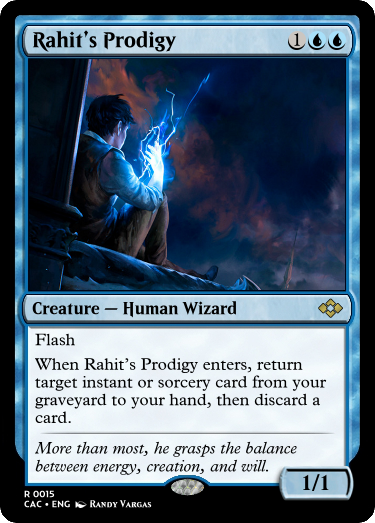 Rahit's Prodigy 1
Creature — Human Wizard
Flash
When Rahit's Prodigy enters, return
target instant or sorcery card from your
graveyard to your hand, then discard a
card.
More than most, he grasps the balance
between energy, creation, and will.
1/1
R 0015
CAC • ENG RANDY VARGAS